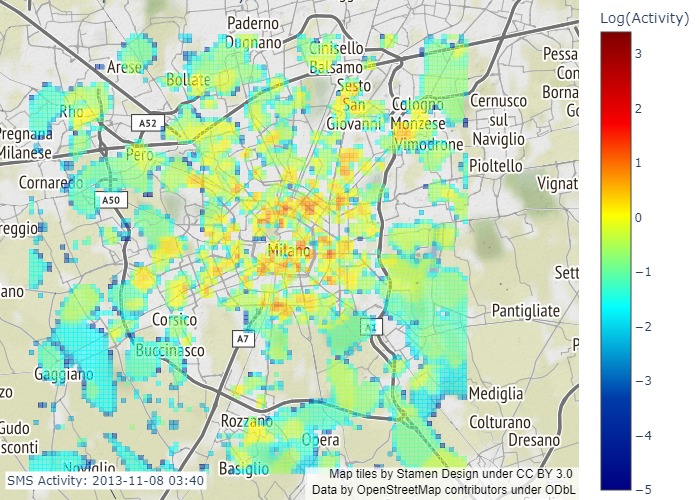 Log(Activity)
Paderno
Dugnano
Cinisello
Balsamo
Arese
Bollate
Pessa
Con
Borna
Go
Sesto
San
Giovanni
Cologno
Monzese
Cernusco
sul
Naviglio
Rho
A52
Pregnana
Milanese
Pero
Vimodrone
Pioltello
Cornaredo
A50
Vignat
reggio
Milano
Sett
ano
Corsico
A7
A1
Pantigliate
Buccinasco
P
Gaggiano
zo
Mediglia
Gudo
sconti
Rozzano
Opera
Colturano
Dresano
Noviglio
Basiglio
SMS Activity: 2013-11-08 03:40
Map tiles by Stamen Design under CC BY 3.0
Data by OpenStreetMap contributors under ODbL
3
2
1
0
−1
−2
−3
−4
−5